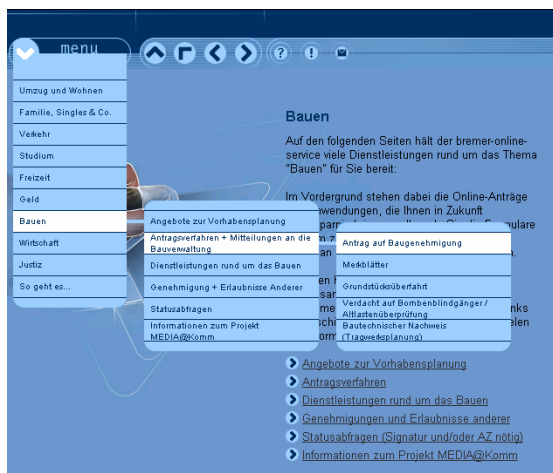 menu
? !
Umzug und Wohnen
Familie, Singles & Co.
Verkehr
Studium
Freizeit
Geld
Bauen
Wirtschaft
Justiz
So geht es...
Angebote zur Vorhabensplanung
Antragsverfahren + Mitteilungen an die
Bauverwaltung
Dienstleistungen rund um das Bauen
Genehmigung + Erlaubnisse Anderer
Statusabfragen
Informationen zum Projekt
MEDIA@Komm
Antrag auf Baugenehmigung
Merkblätter
Grundstücksüberfahrt
Verdacht auf Bombenblindgänger /
Altlastenüberprüfung
Bautechnischer Nachweis
(Tragwerksplanung)
Bauen
Auf den folgenden Seiten hält der bremer-online-
service viele Dienstleistungen rund um das Thema
"Bauen" für Sie bereit:
Im Vordergrund stehen dabei die Online-Anträge
die Ihnen in Zukunft
Angebote zur Vorhabensplanung
Antragsverfahren
Dienstleistungen rund um das Bauen
Genehmigungen und Erlaubnisse anderer
Statusabfragen (Signatur und/oder AZ nötig)
Informationen zum Projekt MEDIA@Komm